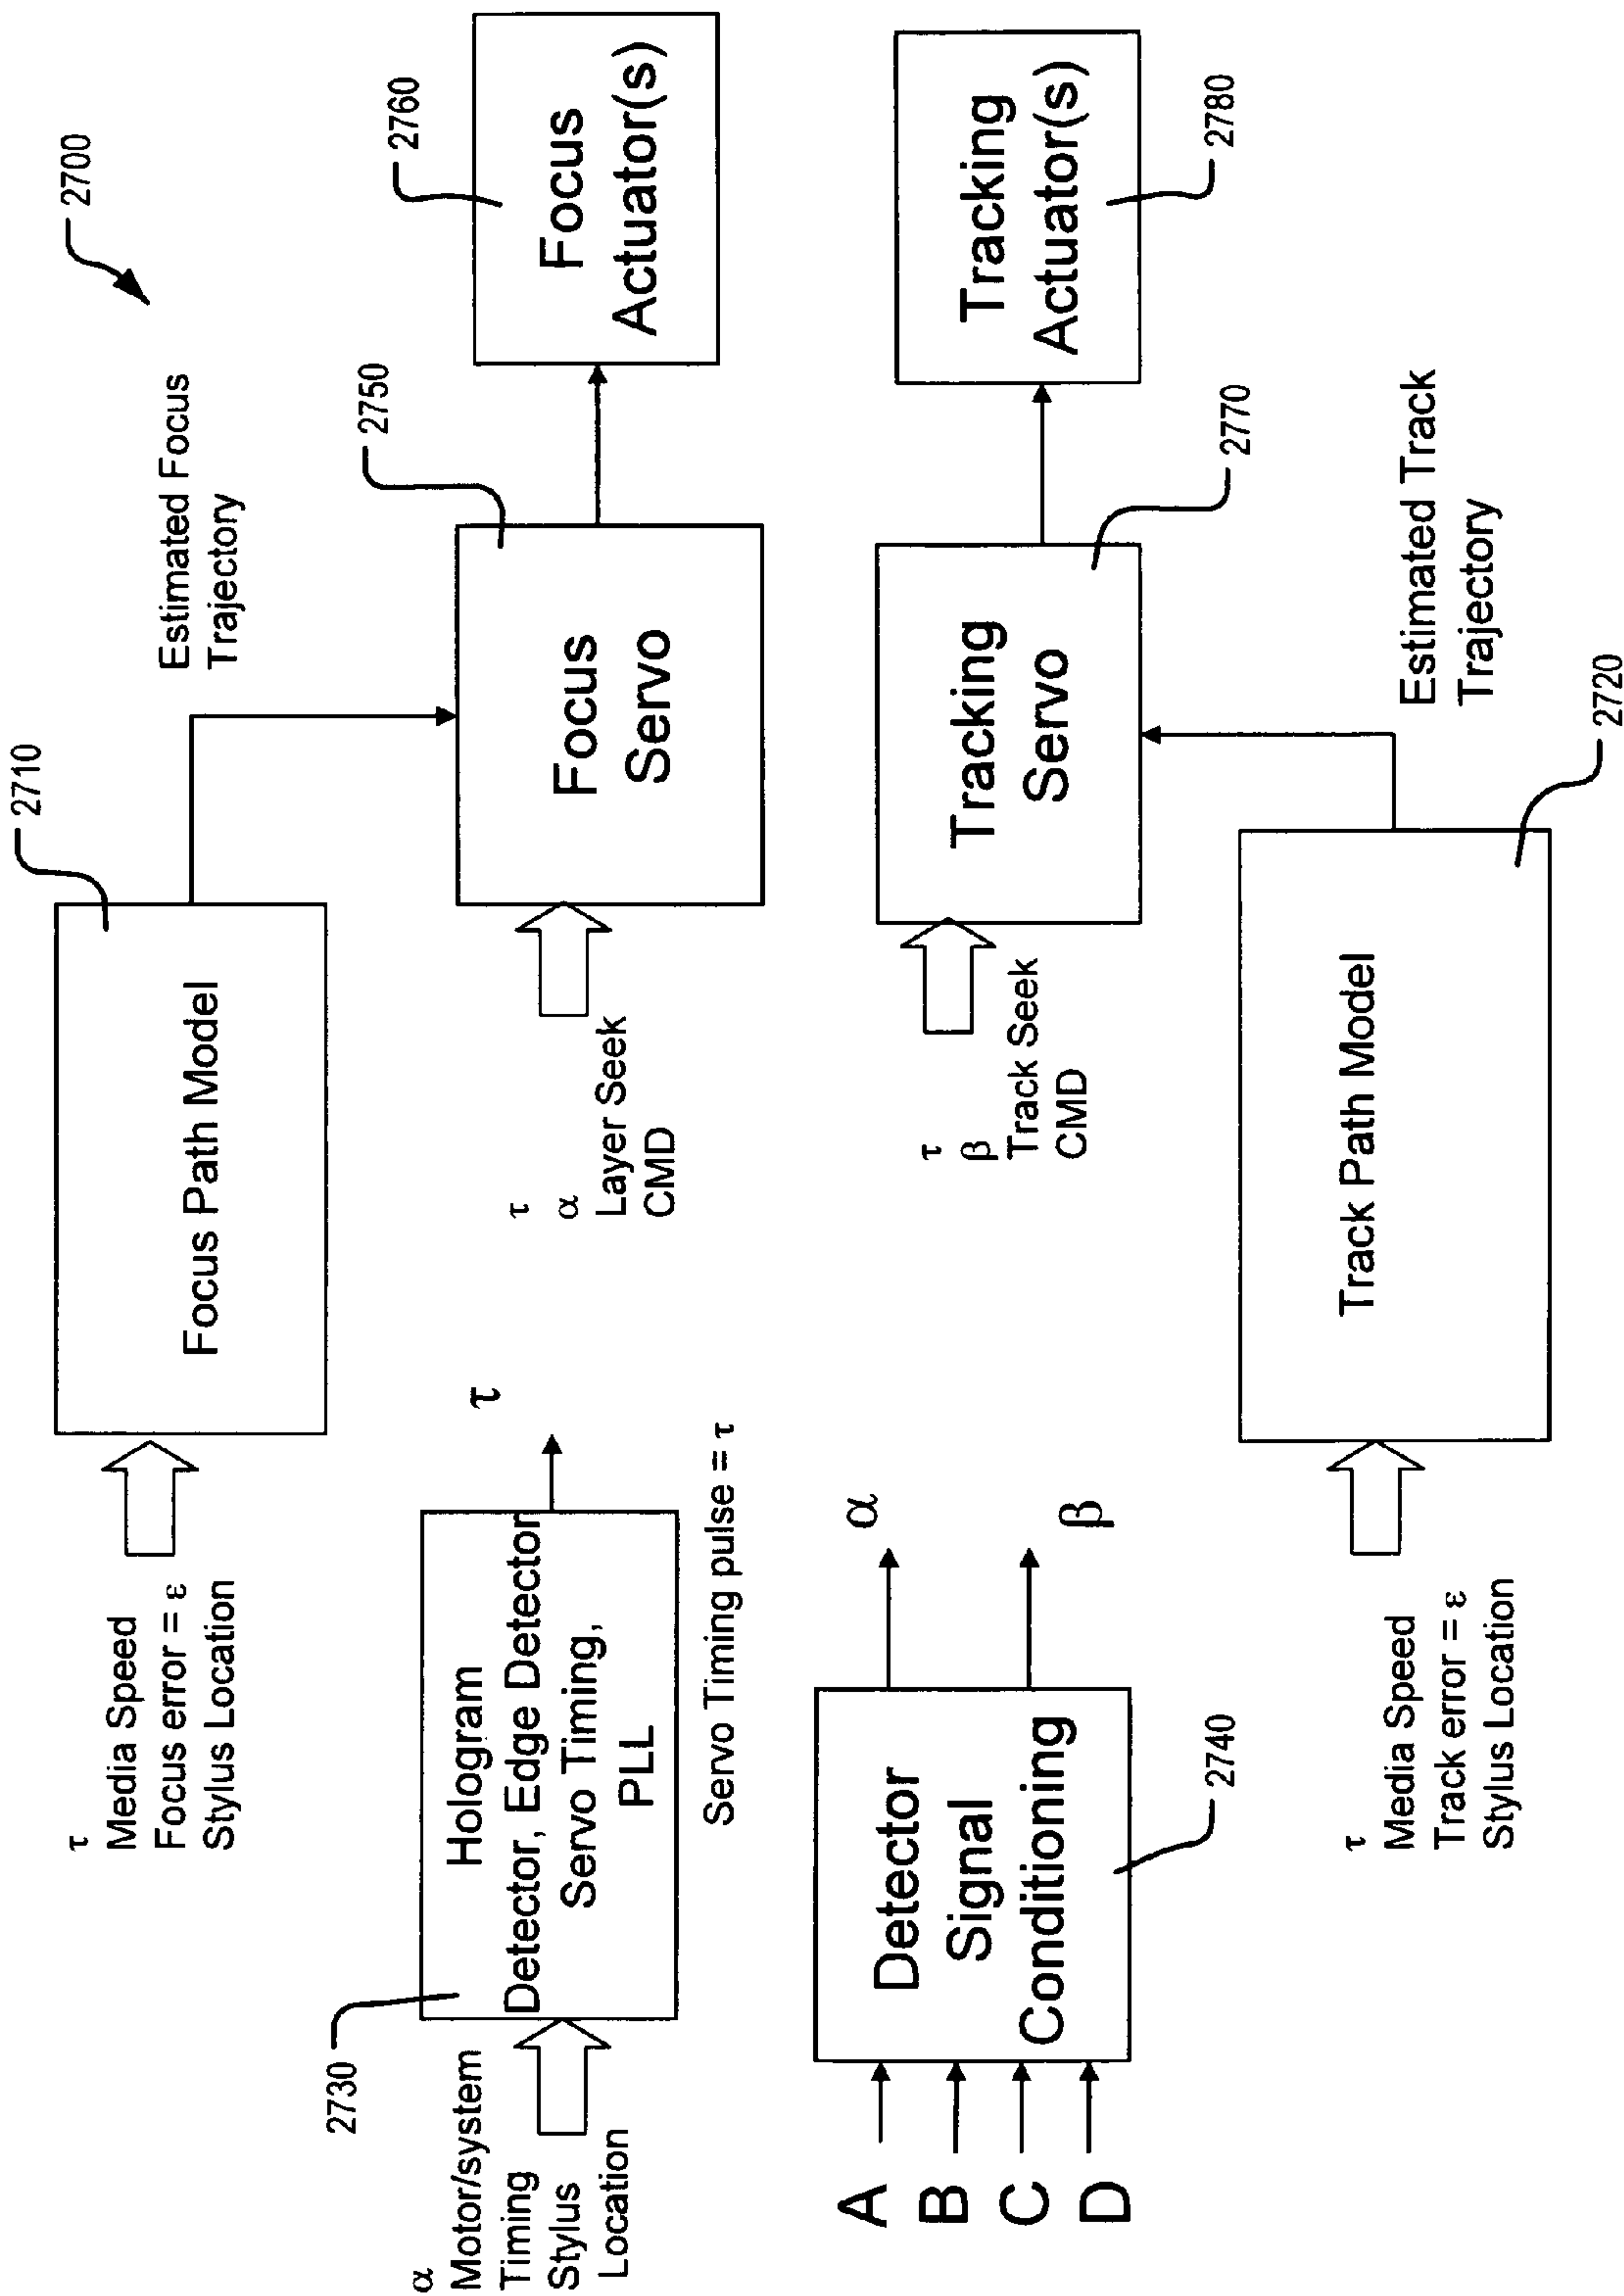 2700
τ
Media Speed
Focus error = ε
Stylus Location
Focus Path Model
2710
Estimated Focus
Trajectory
α
Motor/system
Timing
Stylus
Location
2730
Hologram
Detector, Edge Detector
Servo Timing,
PLL
τ
Servo Timing pulse = τ
τ
α
Layer Seek
CMD
Focus
Servo
2750
Focus
Actuator(s)
2760
A
B
C
D
Detector
Signal
Conditioning
2740
α
β
τ
β
Track Seek
CMD
Tracking
Servo
2770
Tracking
Actuator(s)
2780
τ
Media Speed
Track error = ε
Stylus Location
Track Path Model
2720
Estimated Track
Trajectory